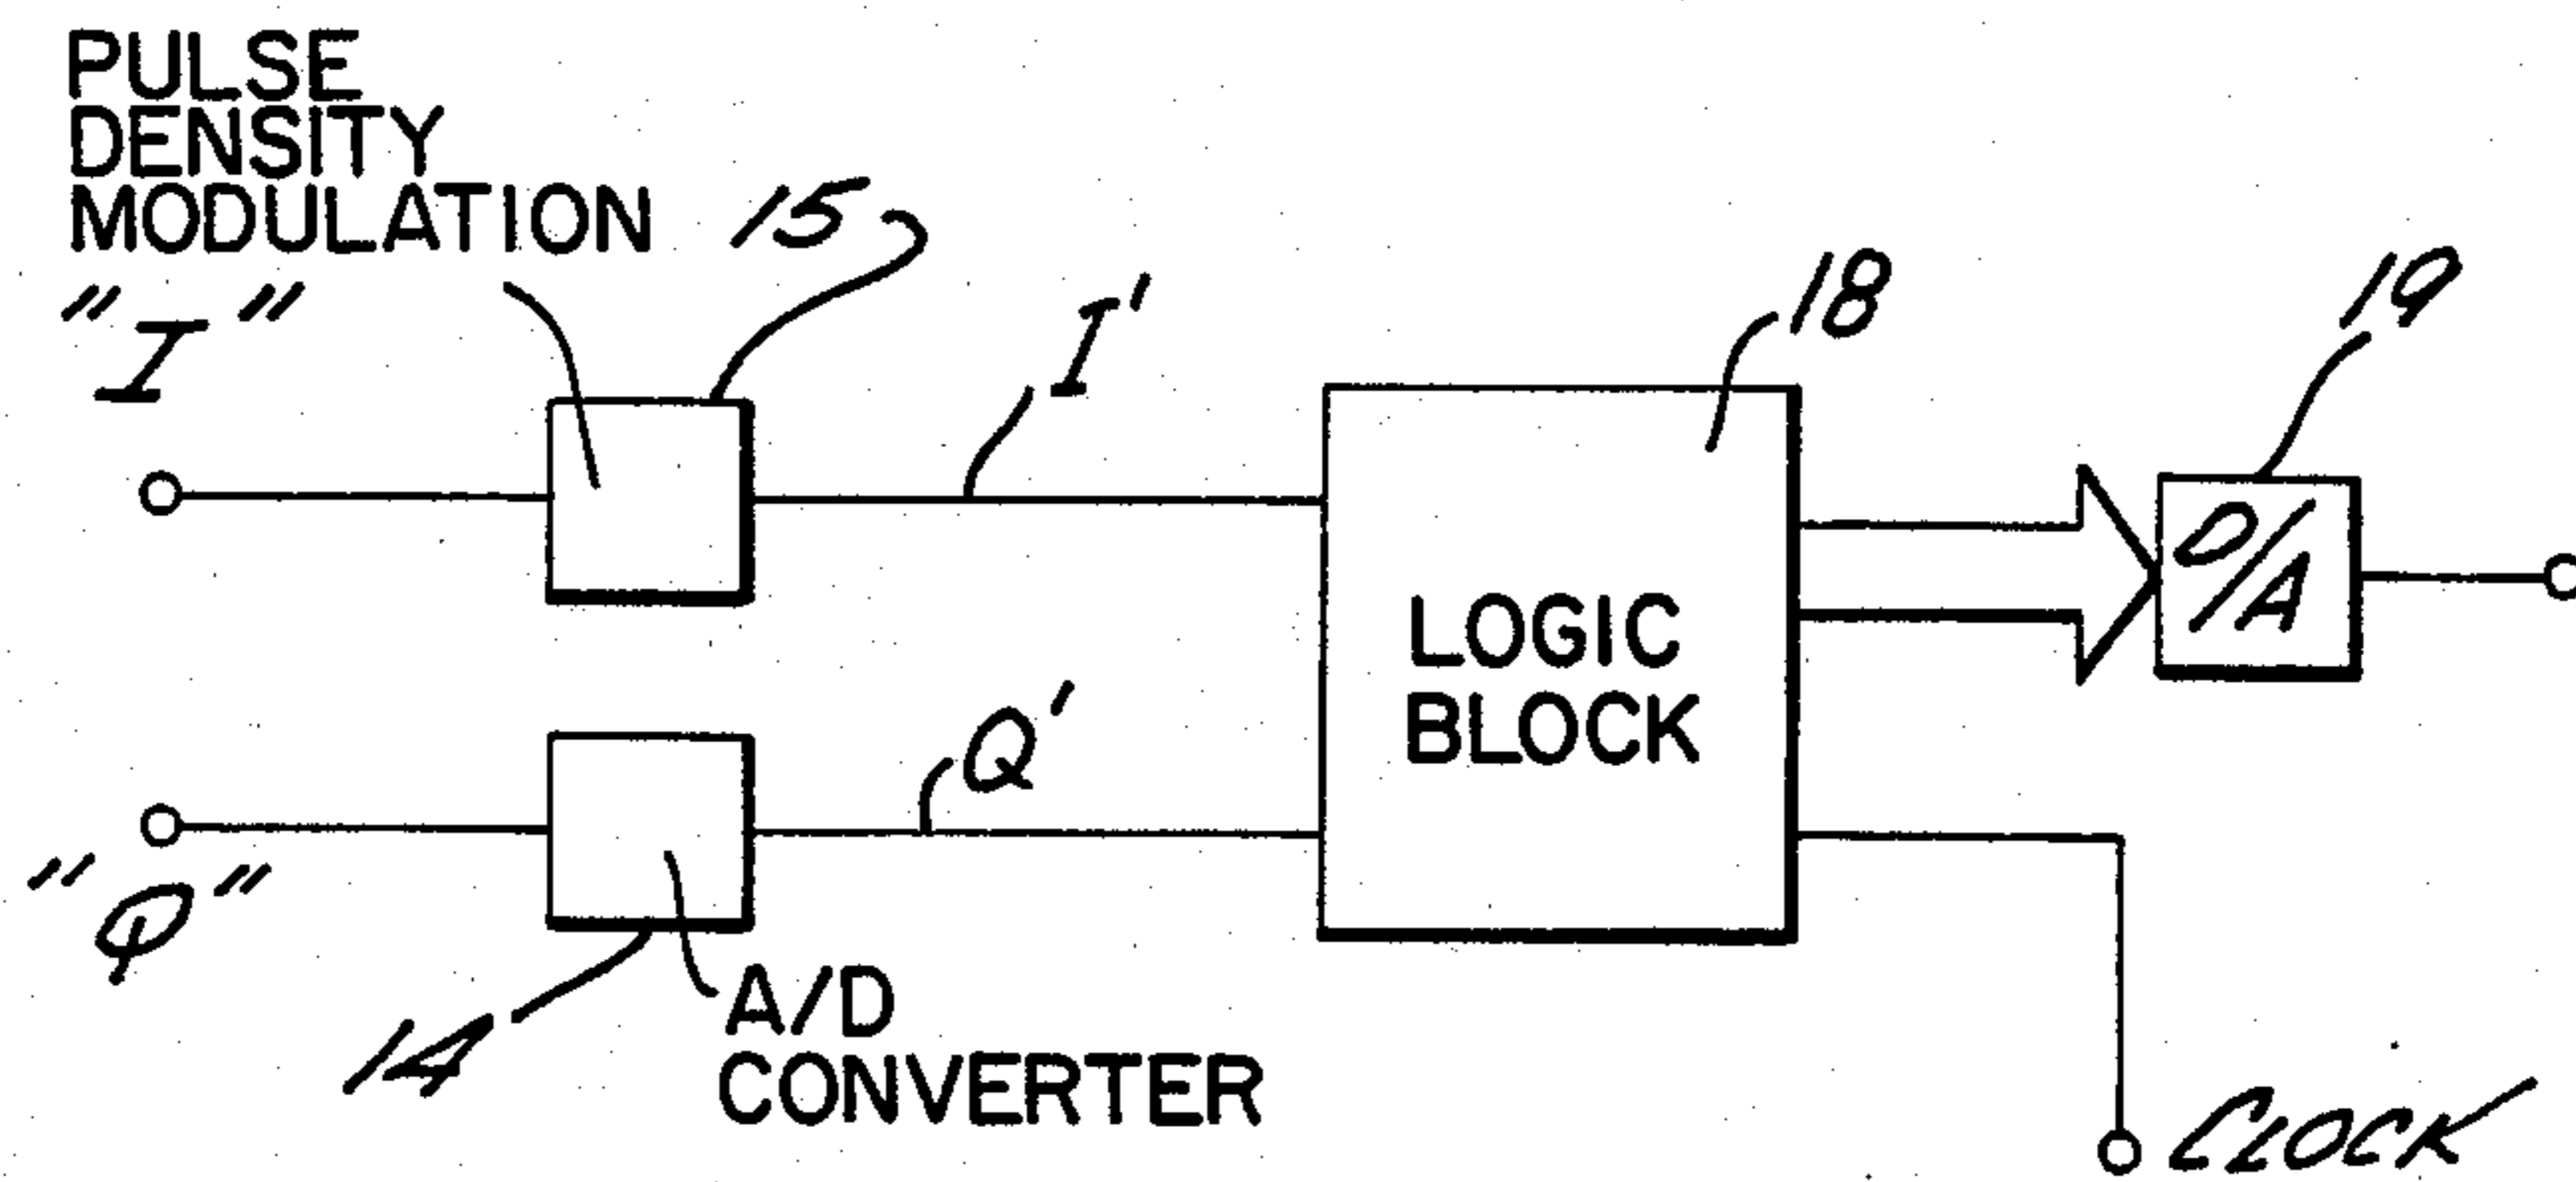 PULSE
DENSITY
MODULATION
"I"
15
I'
18
19
D/A
LOGIC
BLOCK
Q'
"Q"
14
A/D
CONVERTER
CLOCK